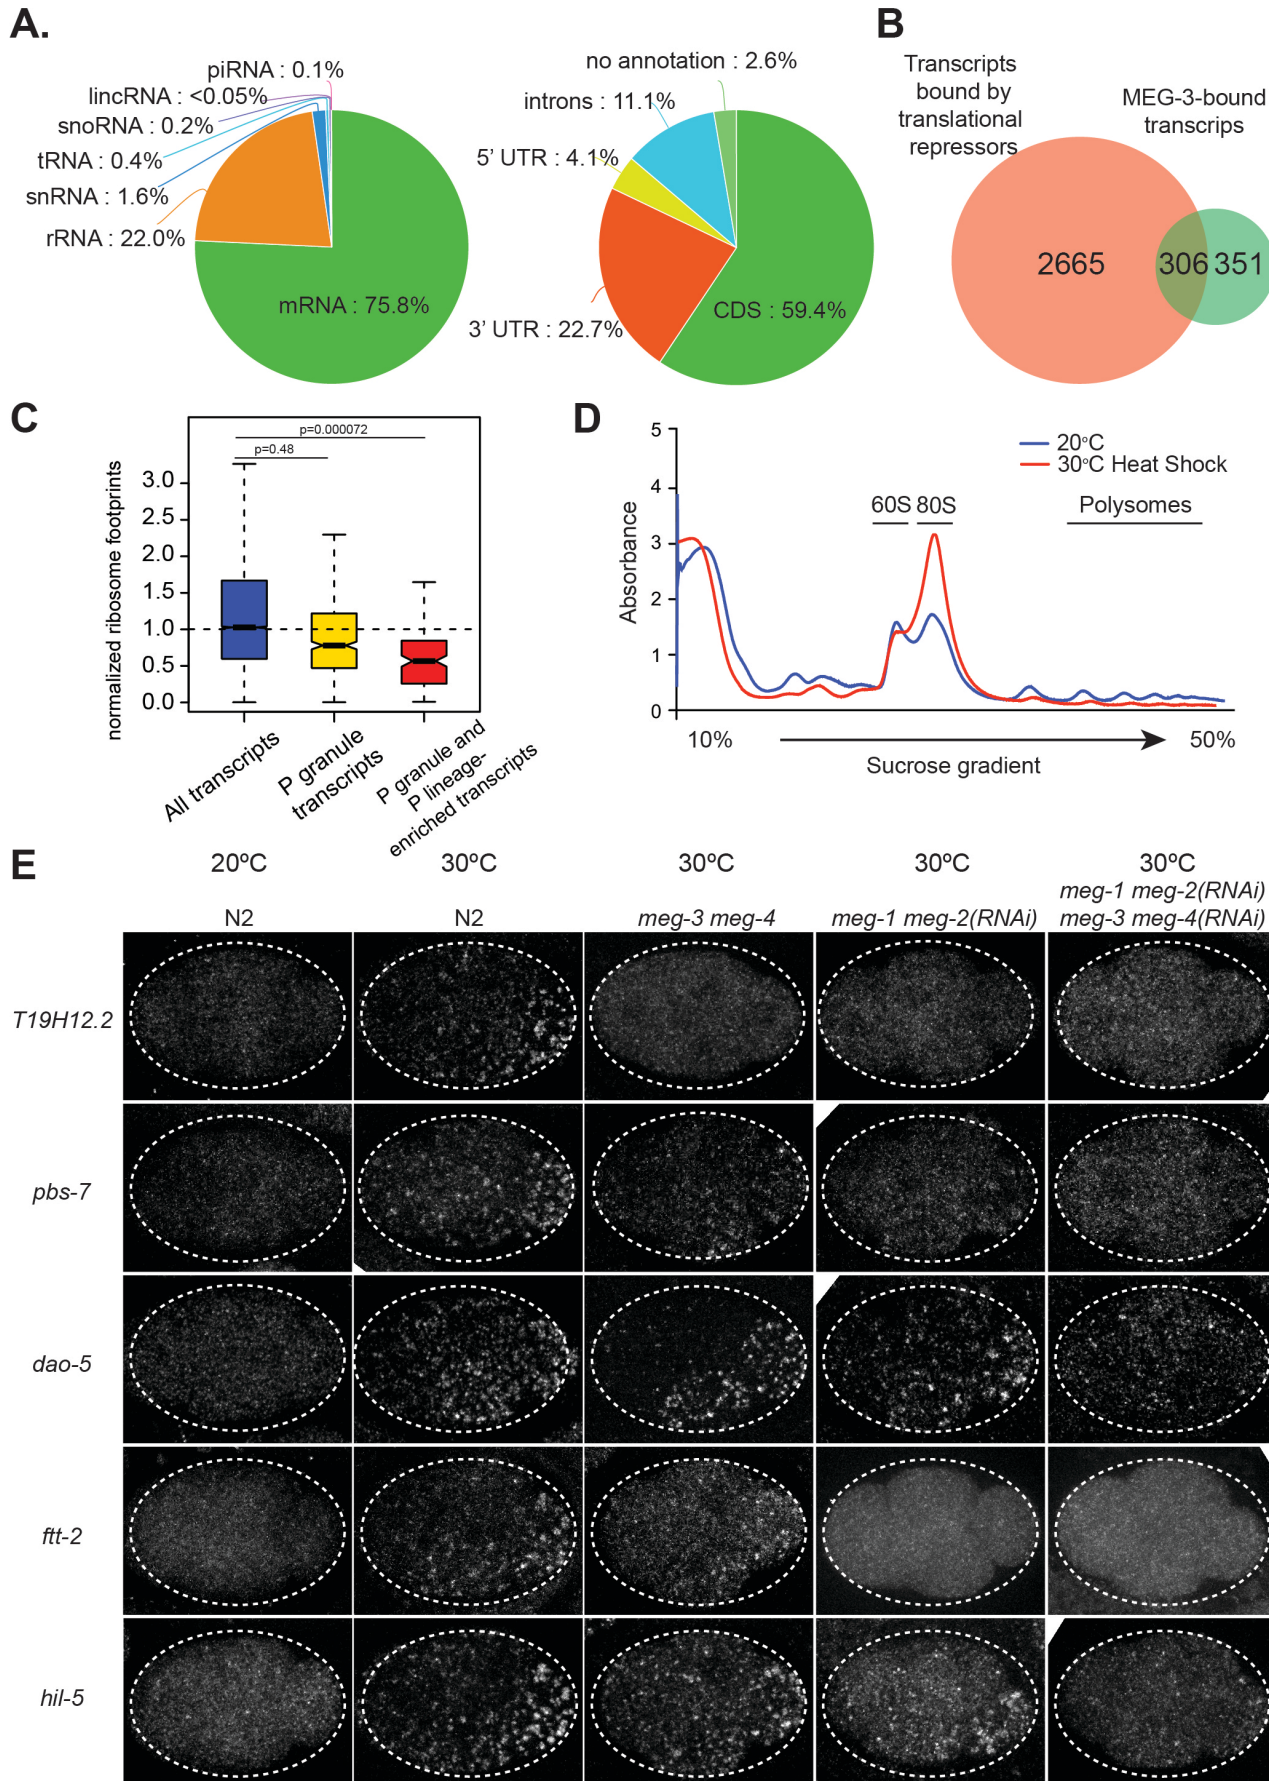 A.
piRNA : 0.1%
lincRNA : <0.05%
snoRNA : 0.2%
tRNA : 0.4%
snRNA : 1.6%
rRNA : 22.0%
mRNA : 75.8%
no annotation : 2.6%
introns : 11.1%
5' UTR : 4.1%
3' UTR : 22.7%
CDS : 59.4%
B
Transcripts
bound by
translational
repressors
MEG-3-bound
transcrips
2665
306
351
C
normalized ribosome footprints
p=0.000072
p=0.48
3.0
2.5
2.0
1.5
1.0
0.5
0.0
All transcripts
P granule
transcripts
P granule and
P lineage-
enriched transcripts
D
Absorbance
5
4
3
2
1
0
20°C
30°C Heat Shock
60S
80S
Polysomes
10%
50%
Sucrose gradient
E
20ºC
30ºC
30ºC
30ºC
30ºC
N2
N2
meg-3 meg-4
meg-1 meg-2(RNAi)
meg-1 meg-2(RNAi)
meg-3 meg-4(RNAi)
T19H12.2
pbs-7
dao-5
ftt-2
hil-5